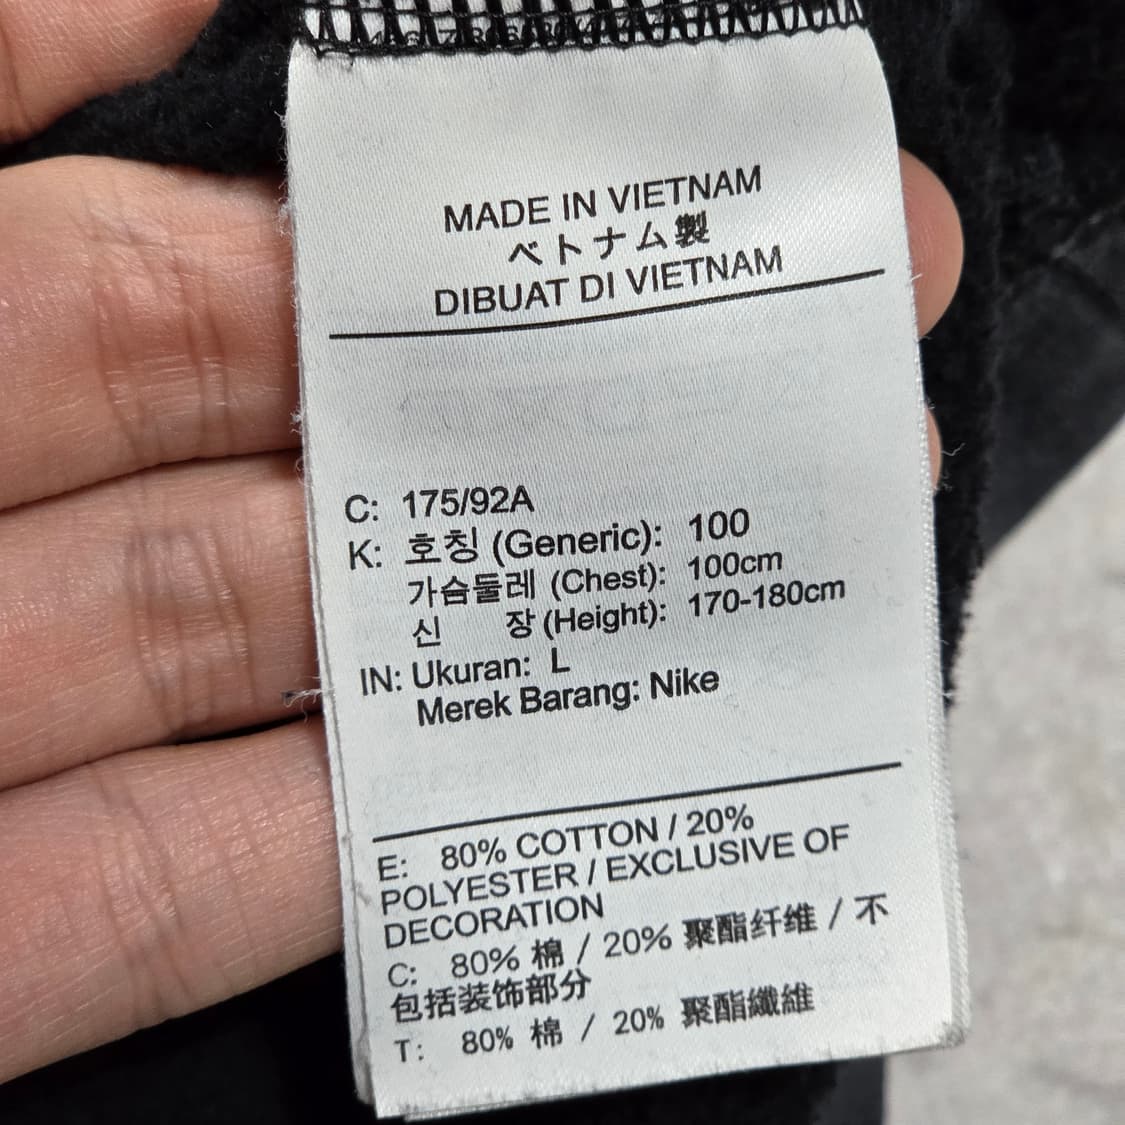 MADE IN VIETNAM
ベトナム製
DIBUAT DI VIETNAM
C: 175/92A
K: 호칭 (Generic): 100
가슴둘레 (Chest): 100cm
신 장 (Height): 170-180cm
IN: Ukuran: L
Merek Barang: Nike
E: 80% COTTON / 20%
POLYESTER / EXCLUSIVE OF
DECORATION
C: 80% 棉 / 20% 聚酯纤维 / 不
包括装饰部分
T: 80% 棉 / 20% 聚酯纖維